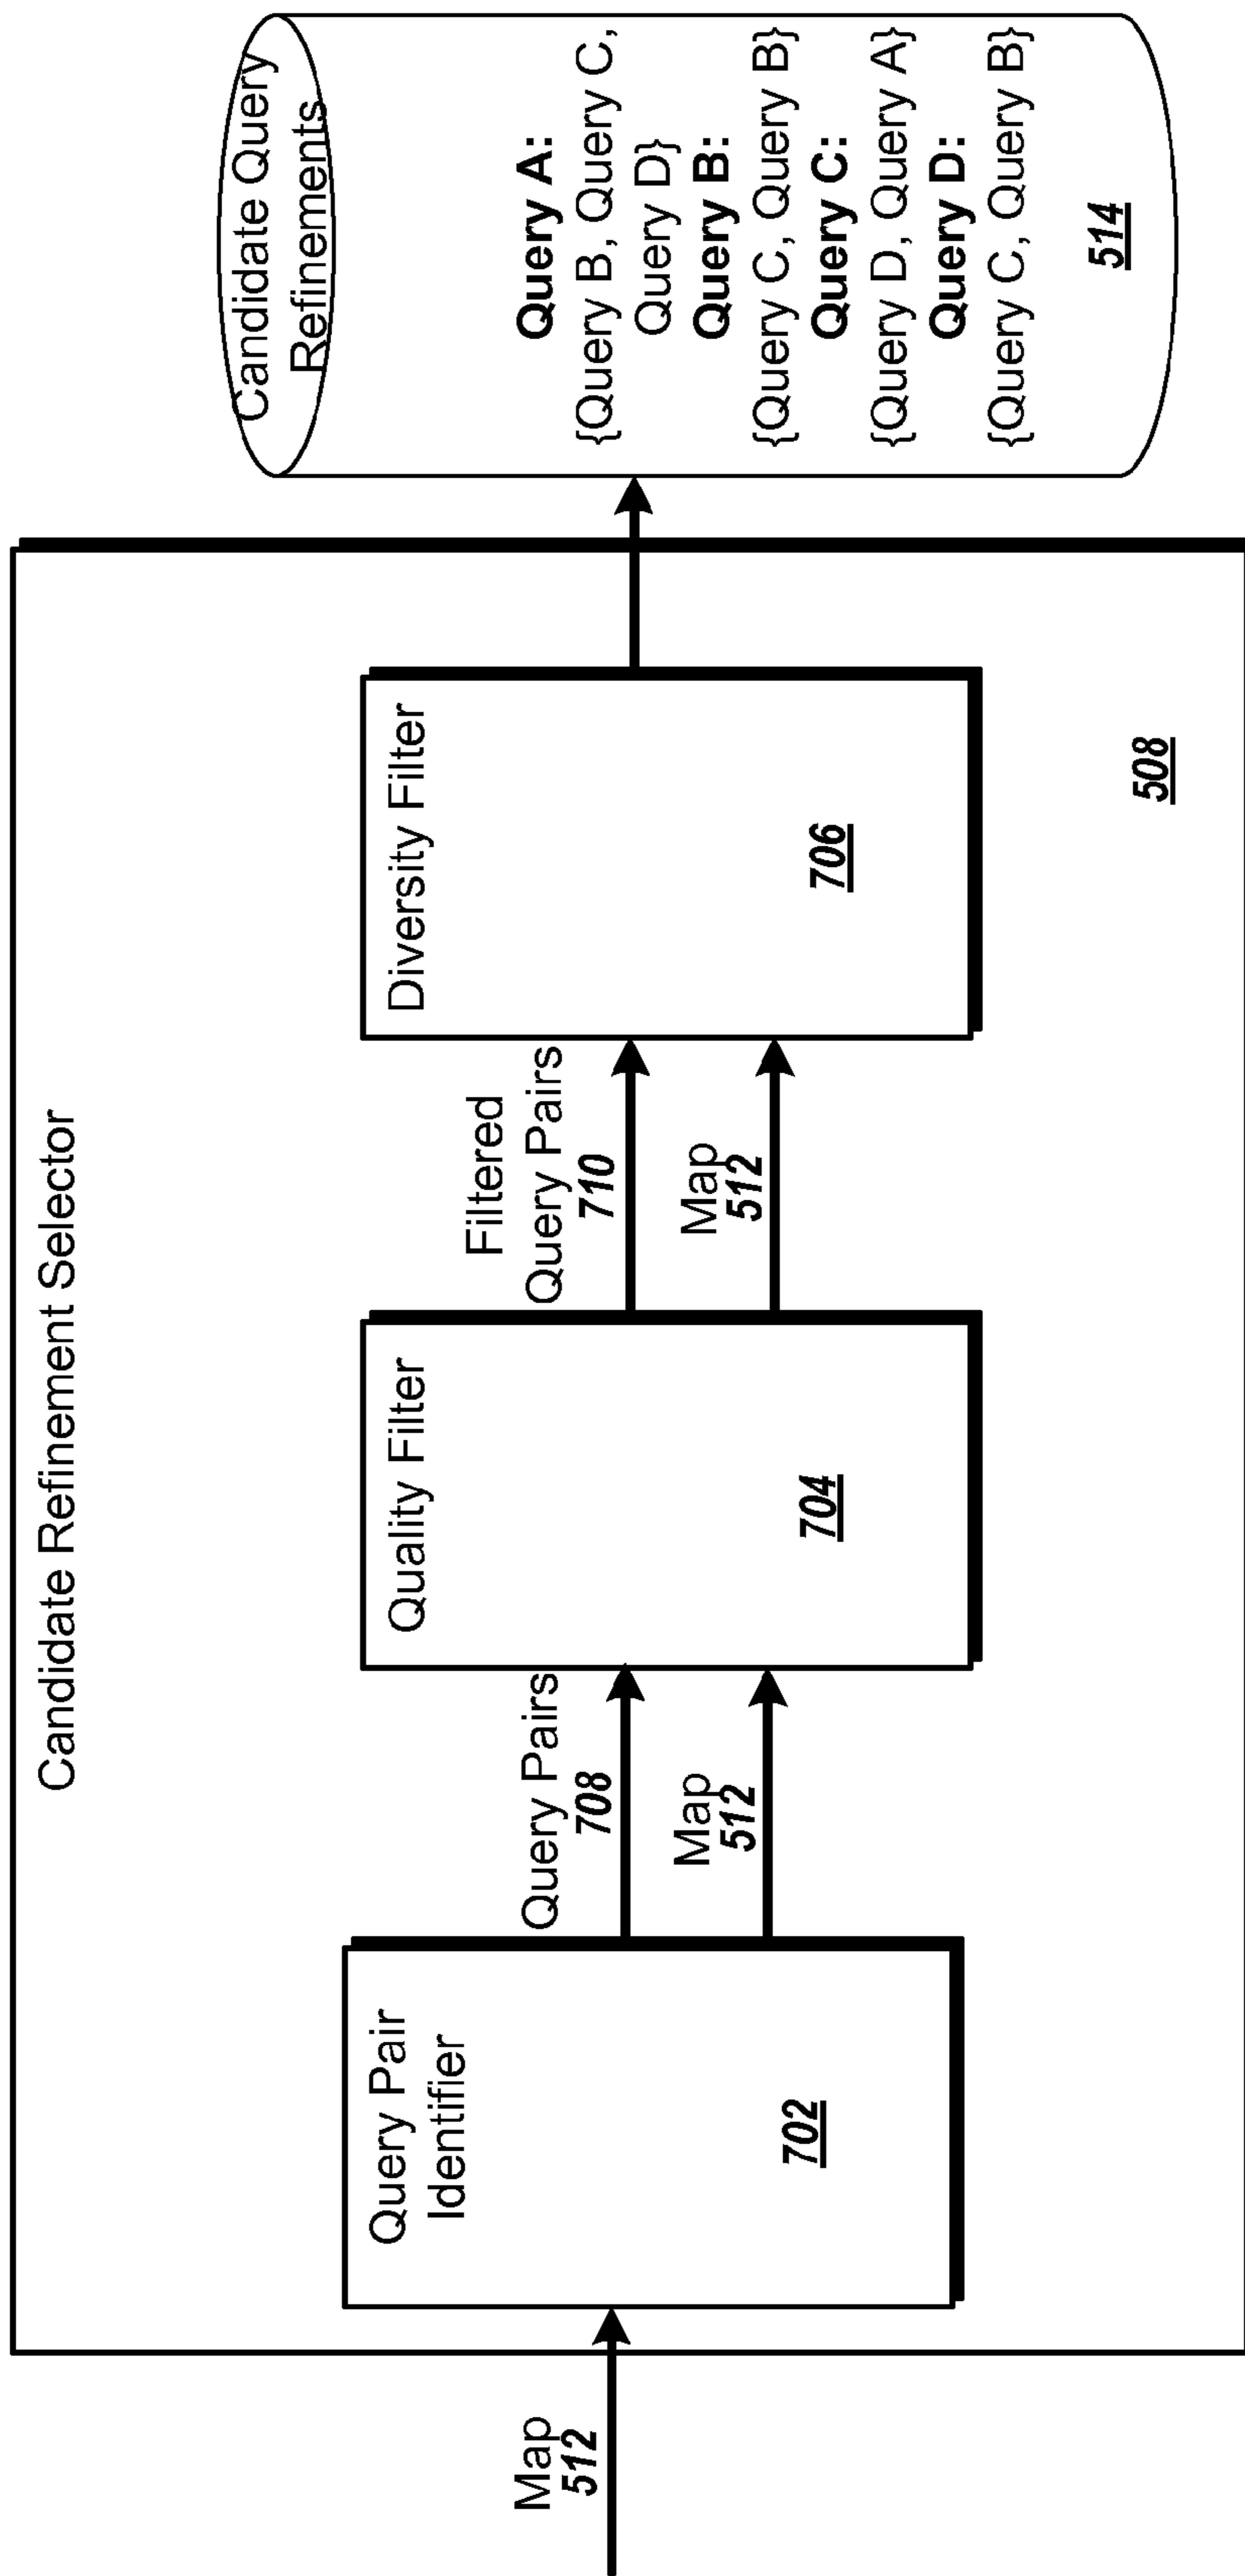 Candidate Refinement Selector
Map
512
Query Pair
Identifier
702
Query Pairs
708
Map
512
Quality Filter
704
Filtered
Query Pairs
710
Map
512
Diversity Filter
706
508
Candidate Query
Refinements
Query A:
{Query B, Query C,
Query D}
Query B:
{Query C, Query B}
Query C:
{Query D, Query A}
Query D:
{Query C, Query B}
514